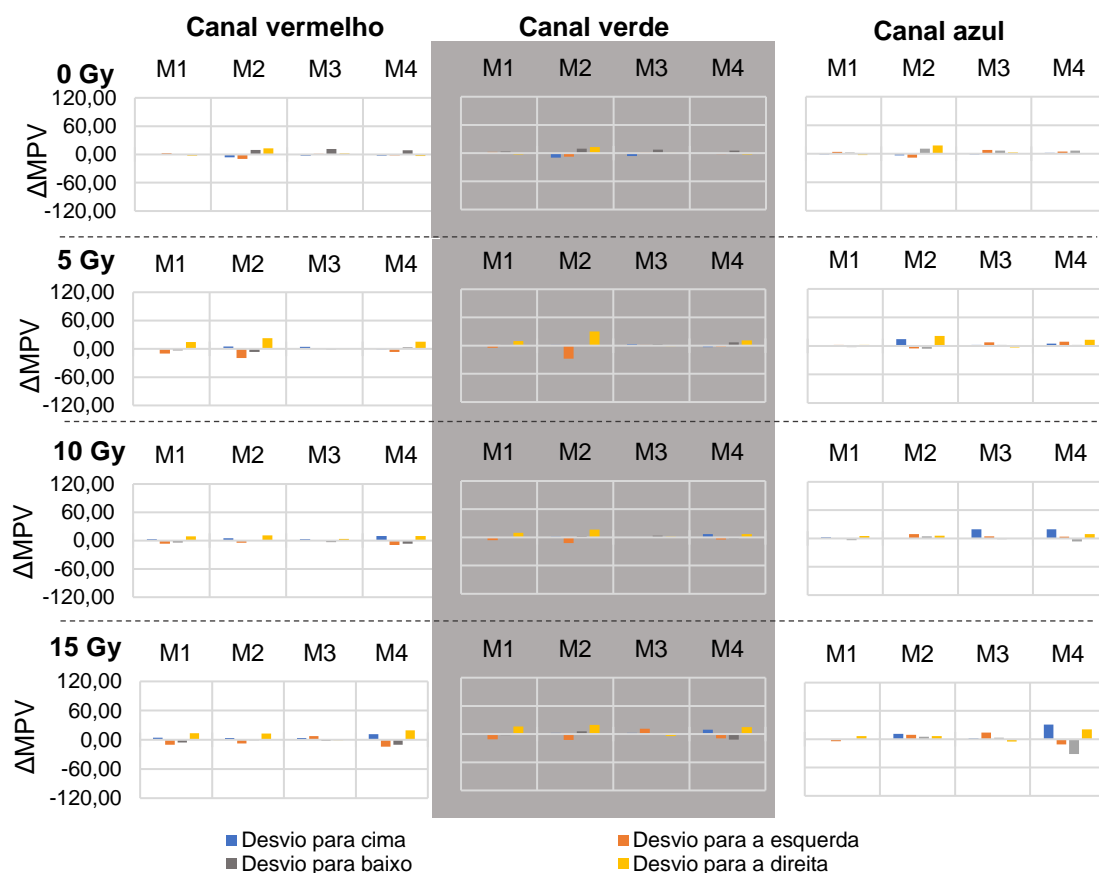 Canal vermelho Canal verde Canal azul
0 Gy M1 M2 M3 M4 M1 M2 M3 M4 M1 M2 M3 M4
120,00
60,00
0,00
-60,00
-120,00
ΔMPV
5 Gy M1 M2 M3 M4 M1 M2 M3 M4 M1 M2 M3 M4
120,00
60,00
0,00
-60,00
-120,00
ΔMPV
10 Gy M1 M2 M3 M4 M1 M2 M3 M4 M1 M2 M3 M4
120,00
60,00
0,00
-60,00
-120,00
ΔMPV
15 Gy M1 M2 M3 M4 M1 M2 M3 M4 M1 M2 M3 M4
120,00
60,00
0,00
-60,00
-120,00
ΔMPV
Desvio para cima Desvio para a esquerda
Desvio para baixo Desvio para a direita